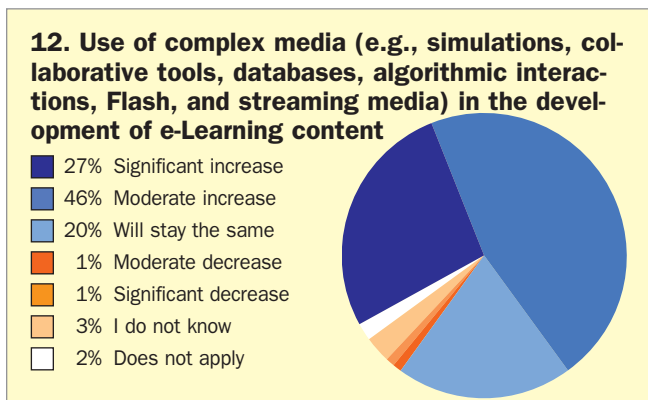 12. Use of complex media (e.g., simulations, col-
laborative tools, databases, algorithmic interac-
tions, Flash, and streaming media) in the devel-
opment of e-Learning content
27% Significant increase
46% Moderate increase
20% Will stay the same
1% Moderate decrease
1% Significant decrease
3% I do not know
2% Does not apply